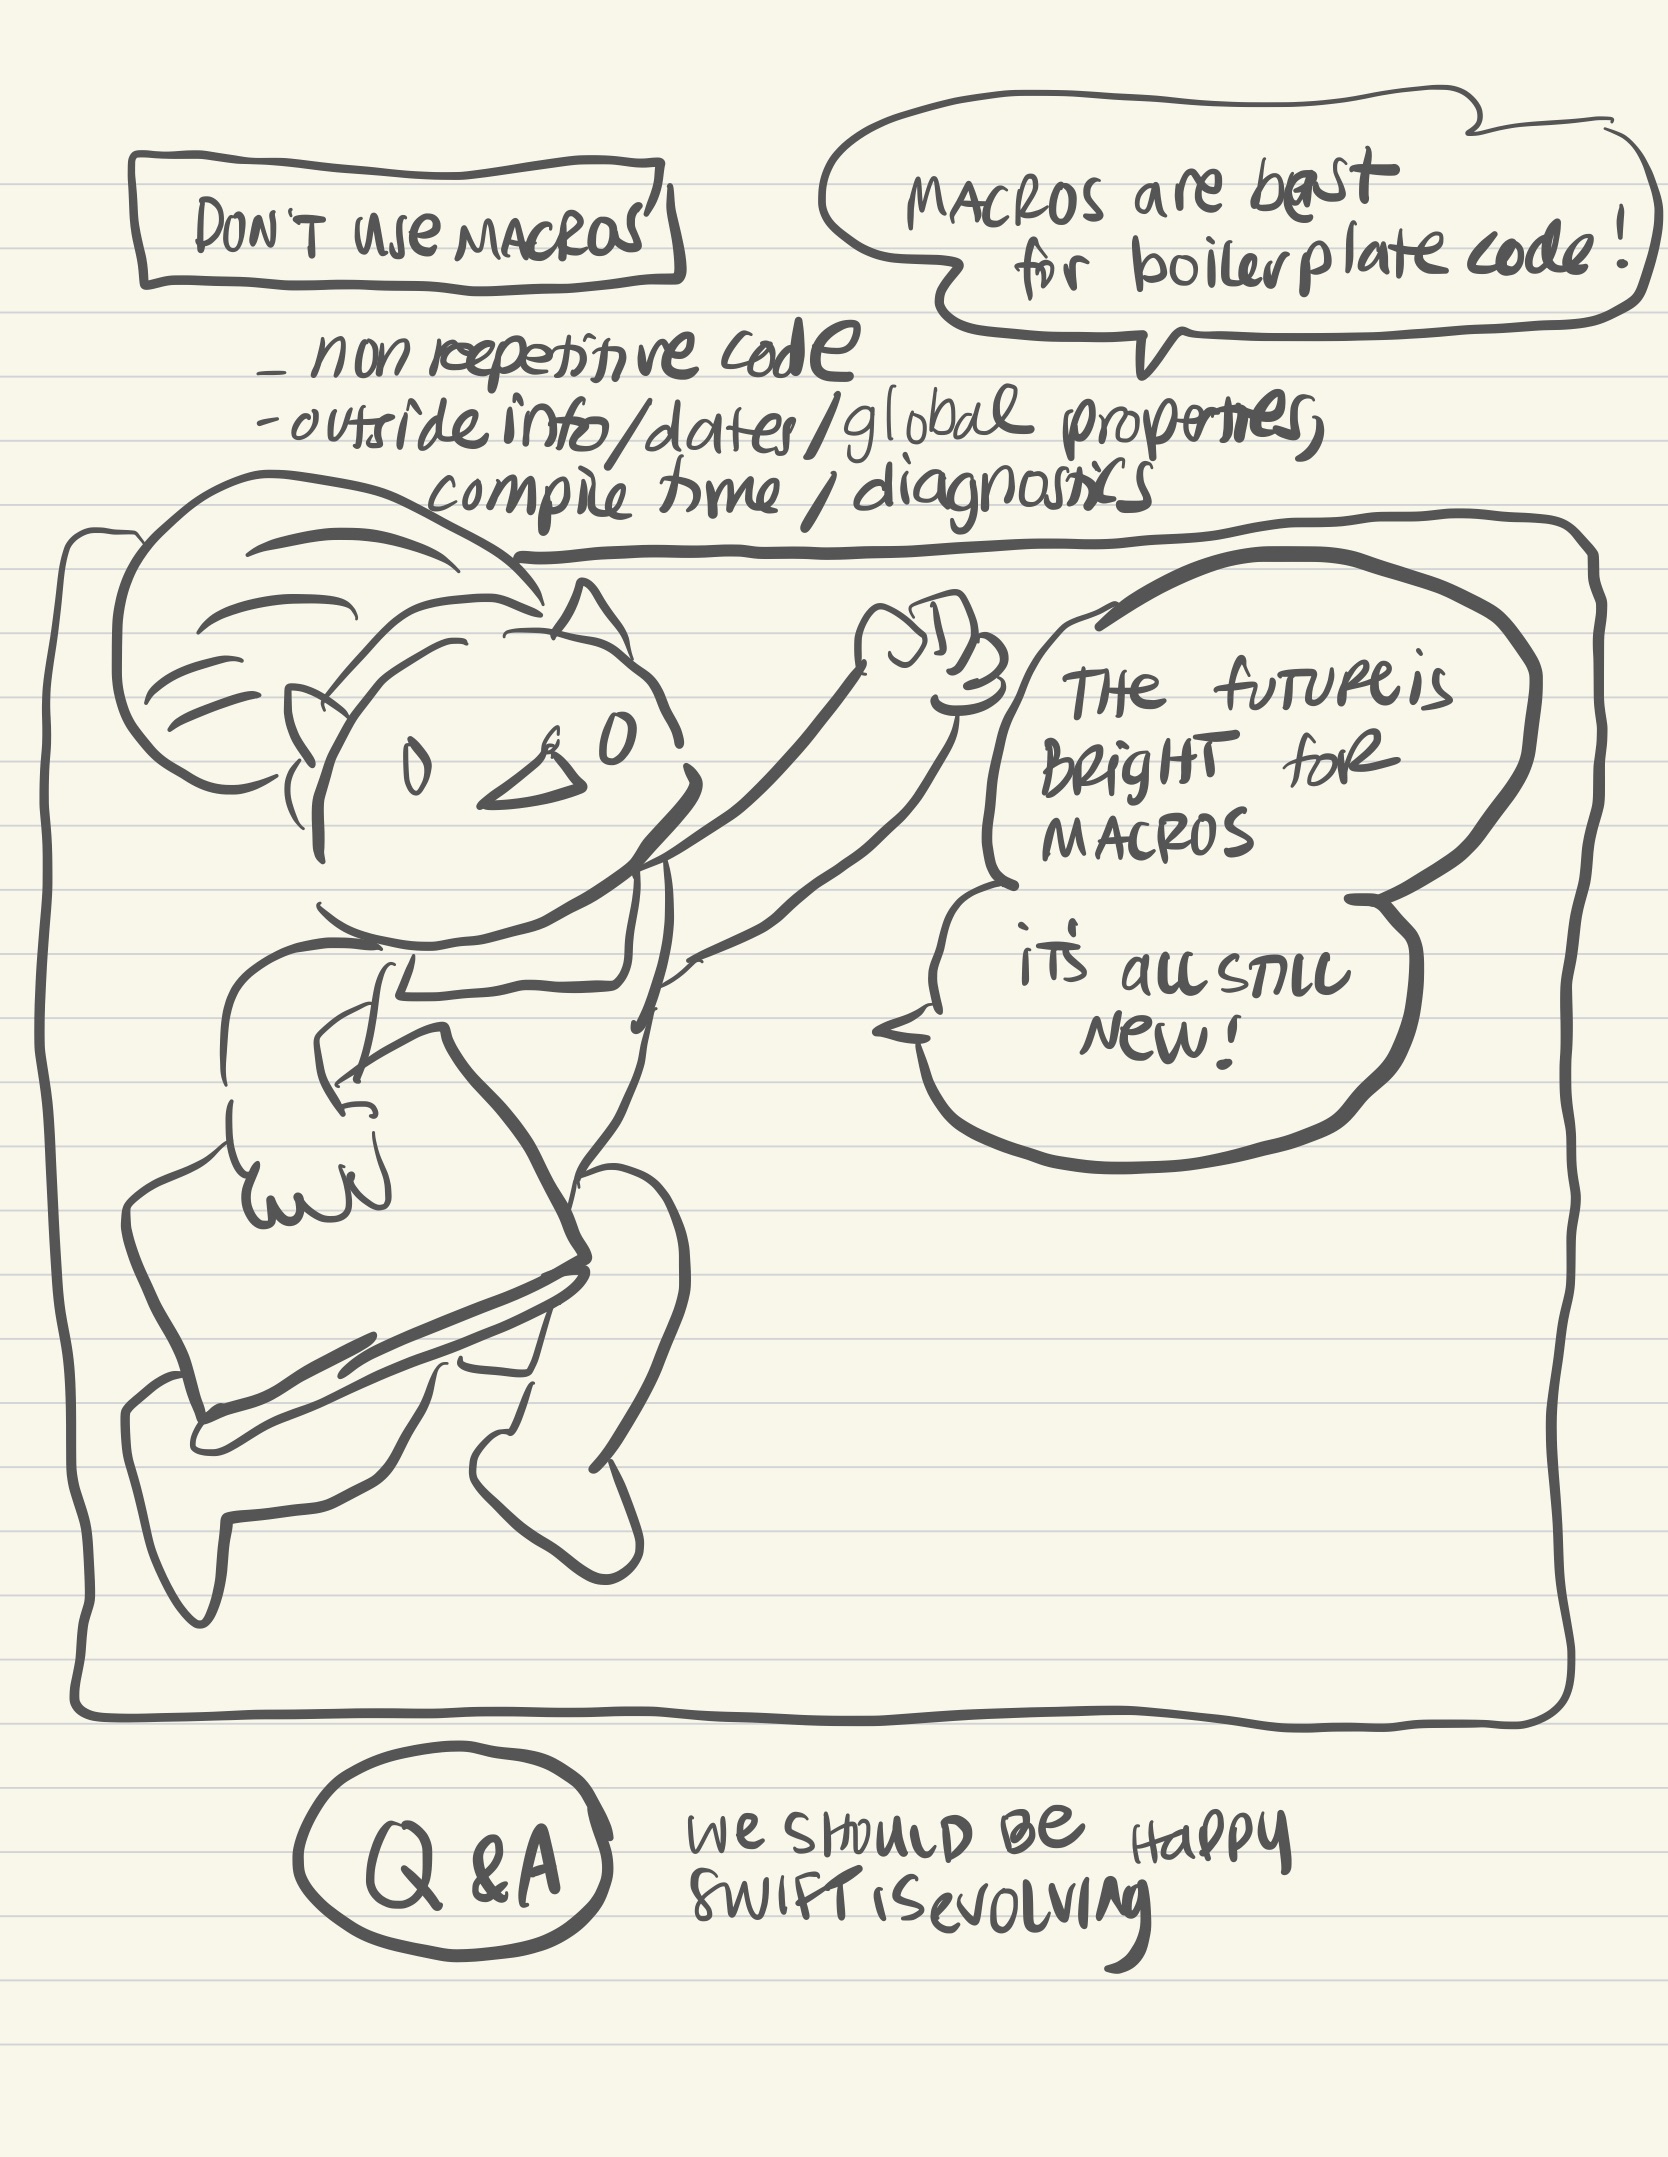 DON'T USE MACROS
MACROS are best
for boilerplate code!
- non repetitive code
- outside info/dates/global properties,
compile time / diagnostics
THE FUTURE is
BRIGHT for
MACROS
it's all still
NEW!
Q & A
WE SHOULD BE HAPPY
SWIFT is evolving